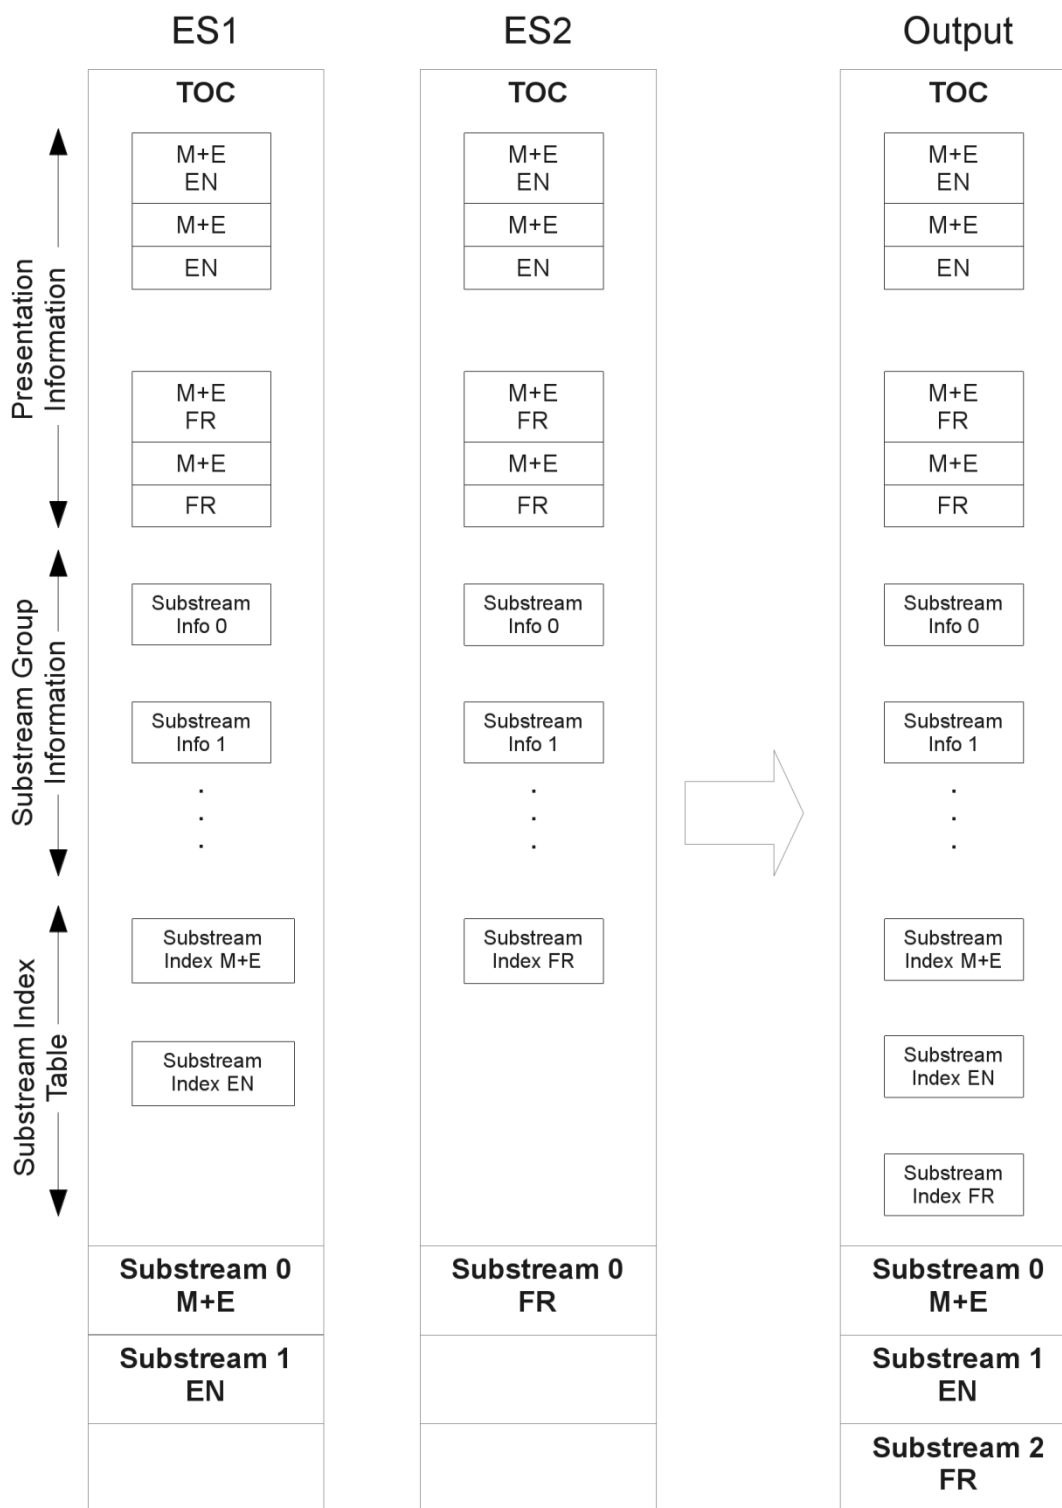 ES1
ES2
Output
TOC
TOC
TOC
Presentation
Information
M+E
EN
M+E
EN
M+E
FR
M+E
FR
M+E
EN
M+E
EN
M+E
FR
M+E
FR
M+E
EN
M+E
EN
M+E
FR
M+E
FR
Substream Group
Information
Substream
Info 0
Substream
Info 1
Substream
Info 0
Substream
Info 1
Substream
Info 0
Substream
Info 1
Substream Index
Table
Substream
Index M+E
Substream
Index EN
Substream
Index FR
Substream
Index M+E
Substream
Index EN
Substream
Index FR
Substream 0
M+E
Substream 1
EN
Substream 0
FR
Substream 0
M+E
Substream 1
EN
Substream 2
FR